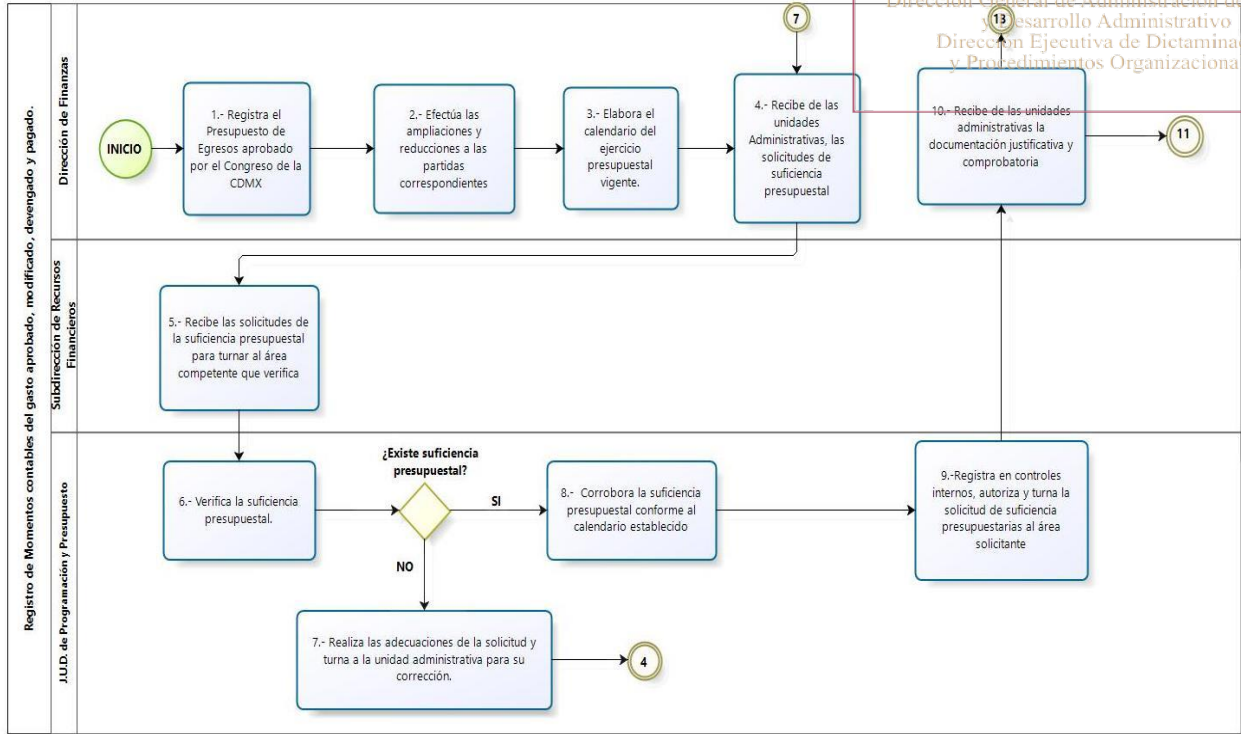 Dirección General de Administración de
y Desarrollo Administrativo
Dirección Ejecutiva de
y Procedimientos
Registro de Momentos contables del gasto aprobado, modificado, devengado y pagado.
Dirección de Finanzas
INICIO
1.- Registra el
Presupuesto de
Egresos aprobado
por el Congreso de la
CDMX
2.- Efectúa las
ampliaciones y
reducciones a las
partidas
correspondientes
3.- Elabora el
calendario del
ejercicio
presupuestal
vigente.
7
4.- Recibe de las
unidades
Administrativas, las
solicitudes de
suficiencia
presupuestal
13
10.- Recibe de las unidades
administrativas la
documentación justificativa y
comprobatoria
11
Subdirección de Recursos
Financieros
5.- Recibe las solicitudes de
la suficiencia presupuestal
para turnar al área
competente que verifica
J.U.D. de Programación y Presupuesto
6.- Verifica la suficiencia
presupuestal.
¿Existe suficiencia
presupuestal?
SI
NO
8.- Corrobora la suficiencia
presupuestal conforme al
calendario establecido
9.-Registra en controles
internos, autoriza y turna la
solicitud de suficiencia
presupuestarias al área
solicitante
7.- Realiza las adecuaciones de la solicitud y
turna a la unidad administrativa para su
corrección.
4